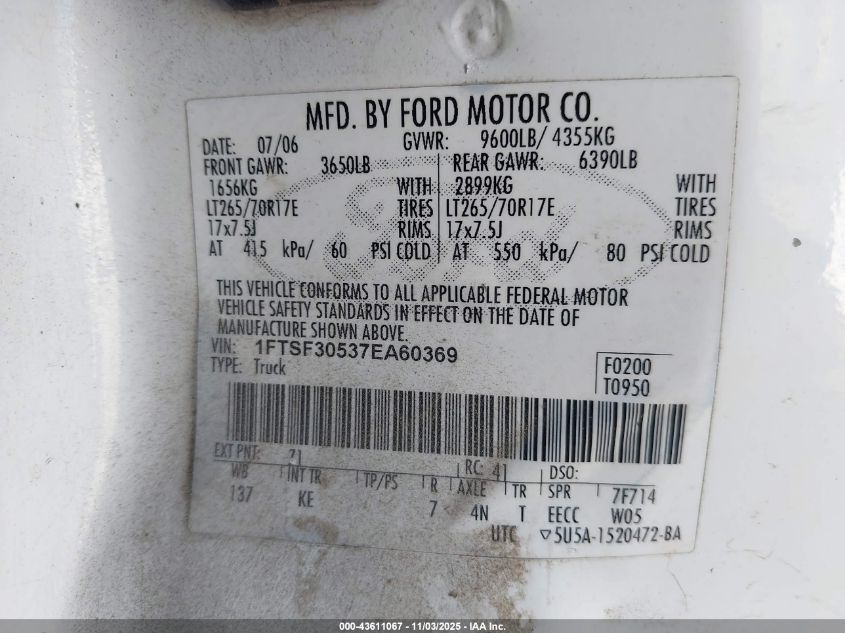 MFD. BY FORD MOTOR CO.
DATE: 07/06 GVWR: 9600LB/ 4355KG
FRONT GAWR: 3650LB REAR GAWR: 6390LB
1656KG WITH 2899KG WITH
LT265/70R17E TIRES LT265/70R17E TIRES
17x7.5J RIMS 17x7.5J RIMS
AT 415 kPa/ 60 PSI COLD AT 550 kPa/ 80 PSI COLD
THIS VEHICLE CONFORMS TO ALL APPLICABLE FEDERAL MOTOR
VEHICLE SAFETY STANDARDS IN EFFECT ON THE DATE OF
MANUFACTURE SHOWN ABOVE.
VIN: 1FTSF30537EA60369
TYPE: Truck F0200
T0950
EXT PNT: Z1 RC: 41 DSO:
WB INT TR TP/PS R AXLE TR SPR 7F714
137 KE 7 4N T EECC W05
UTC ▽5U5A-1520472-BA
000-43611067 - 11/03/2025 - IAA Inc.